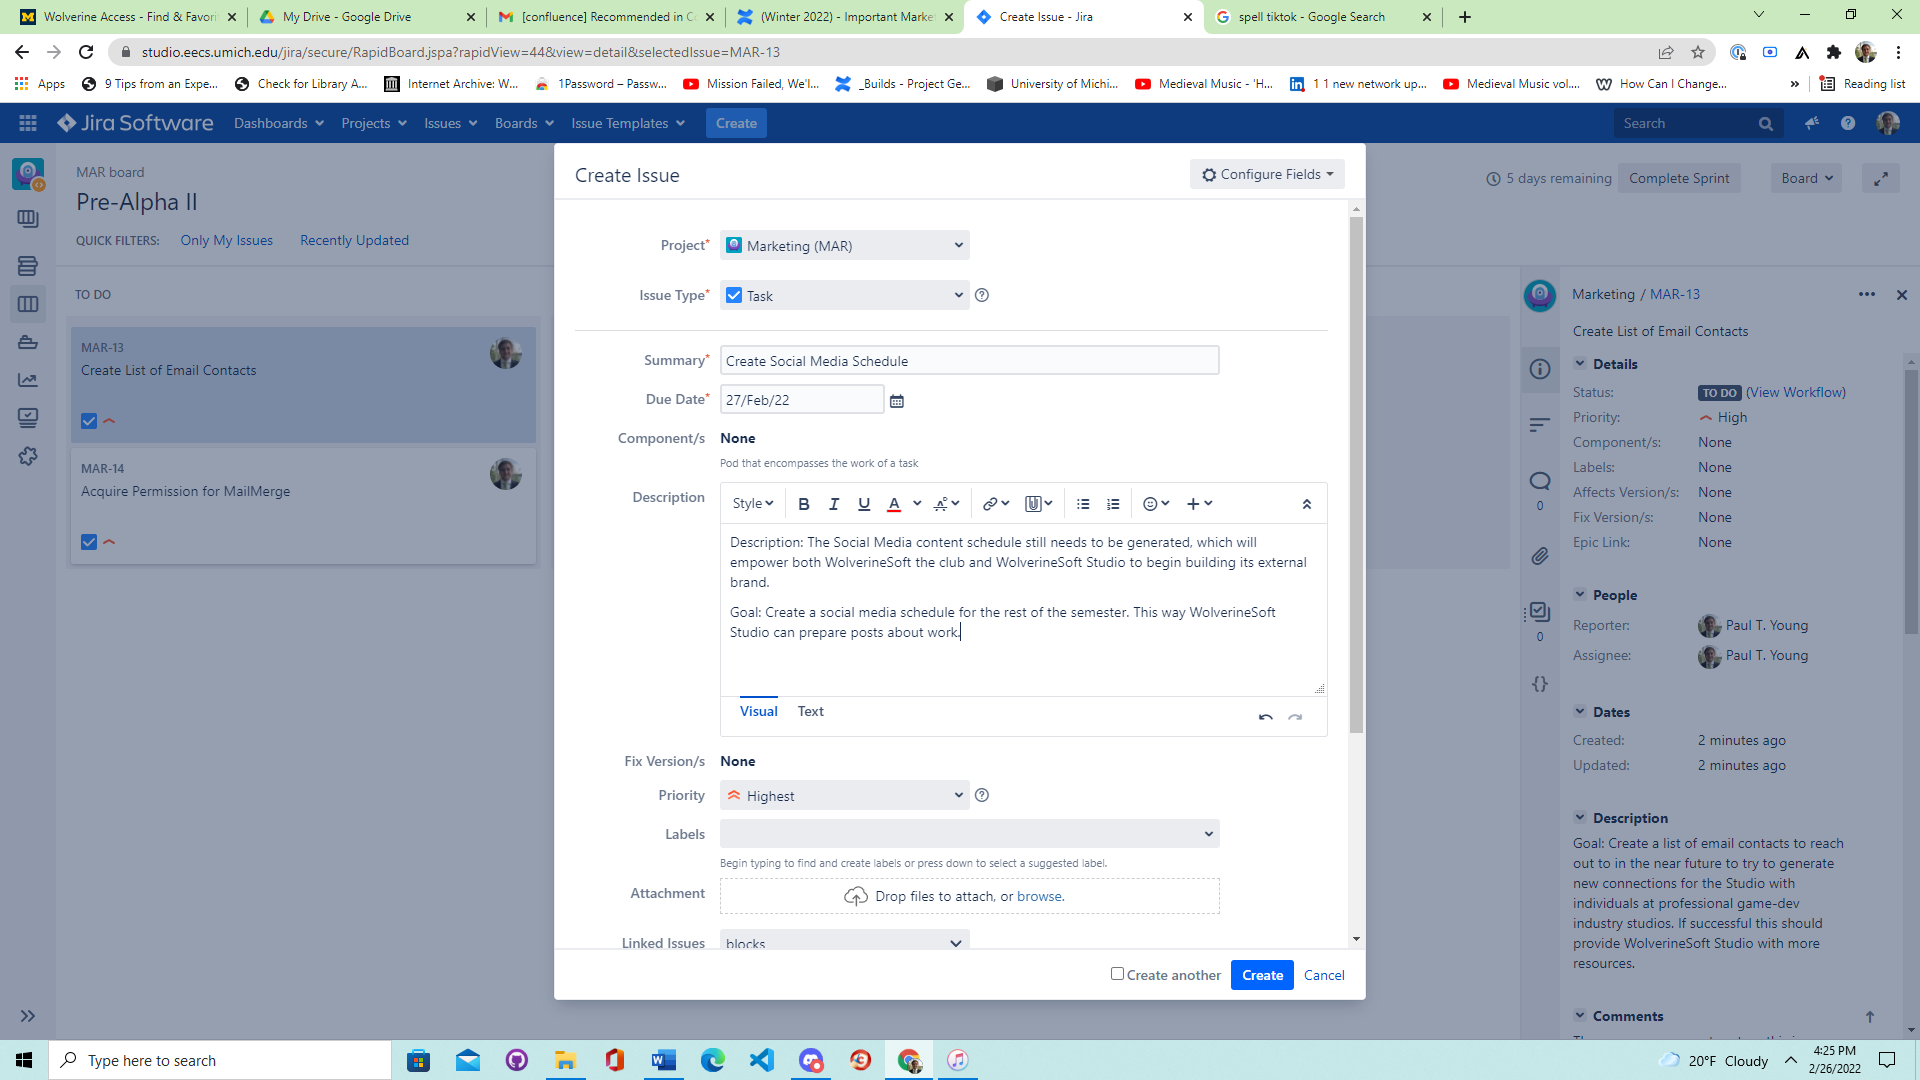 Wolverine Access - Find & Favori
My Drive - Google Drive
[confluence] Recommended in C
(Winter 2022) - Important Marke
Create Issue - Jira
spell tiktok - Google Search
studio.eecs.umich.edu/jira/secure/RapidBoard.jspa?rapidView=44&view=detail&selectedIssue=MAR-13
Apps
9 Tips from an Expe...
Check for Library A...
Internet Archive: W...
1Password – Passw...
Mission Failed, We'l...
_Builds - Project Ge...
University of Michi...
Medieval Music - 'H...
1 1 new network up...
Medieval Music vol....
How Can I Change...
Reading list
Jira Software
Dashboards
Projects
Issues
Boards
Issue Templates
Create
Search
MAR board
Pre-Alpha II
5 days remaining
Complete Sprint
Board
QUICK FILTERS:
Only My Issues
Recently Updated
TO DO
MAR-13
Create List of Email Contacts
MAR-14
Acquire Permission for MailMerge
Create Issue
Configure Fields
Project*
Marketing (MAR)
Issue Type*
Task
Summary*
Create Social Media Schedule
Due Date*
27/Feb/22
Component/s
None
Pod that encompasses the work of a task
Description
Style
Description: The Social Media content schedule still needs to be generated, which will
empower both WolverineSoft the club and WolverineSoft Studio to begin building its external
brand.
Goal: Create a social media schedule for the rest of the semester. This way WolverineSoft
Studio can prepare posts about work.
Visual
Text
Fix Version/s
None
Priority
Highest
Labels
Begin typing to find and create labels or press down to select a suggested label.
Attachment
Drop files to attach, or browse.
Linked Issues
blocks
Create another
Create
Cancel
Marketing / MAR-13
Create List of Email Contacts
Details
Status:
TO DO (View Workflow)
Priority:
High
Component/s:
None
Labels:
None
Affects Version/s:
None
Fix Version/s:
None
Epic Link:
None
0
0
People
Reporter:
Paul T. Young
Assignee:
Paul T. Young
Dates
Created:
2 minutes ago
Updated:
2 minutes ago
Description
Goal: Create a list of email contacts to reach
out to in the near future to try to generate
new connections for the Studio with
individuals at professional game-dev
industry studios. If successful this should
provide WolverineSoft Studio with more
resources.
Comments
Type here to search
20°F Cloudy
4:25 PM
2/26/2022